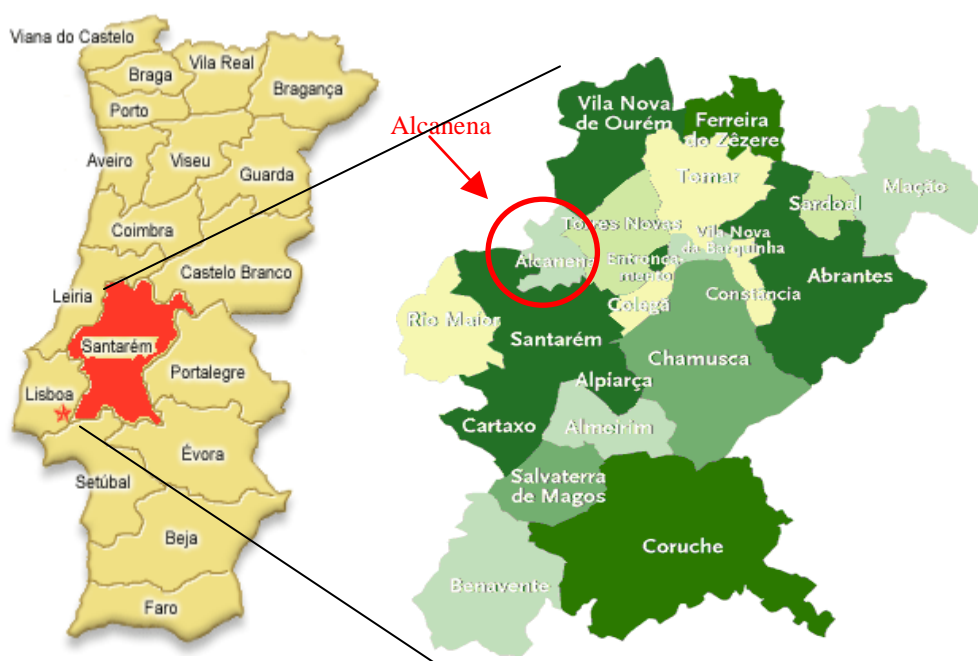 Viana do Castelo
Braga
Vila Real
Bragança
Porto
Aveiro
Viseu
Guarda
Coimbra
Castelo Branco
Leiria
Santarém
Portalegre
Lisboa
Évora
Setúbal
Beja
Faro
Alcanena
Vila Nova
de Ourém
Ferreira
do Zêzere
Tomar
Mação
Sardoal
Torres Novas
Vila Nova
da Barquinha
Alcanena
Entronca-
mento
Abrantes
Constância
Golegã
Rio Maior
Santarém
Chamusca
Alpiarça
Cartaxo
Almeirim
Salvaterra
de Magos
Coruche
Benavente